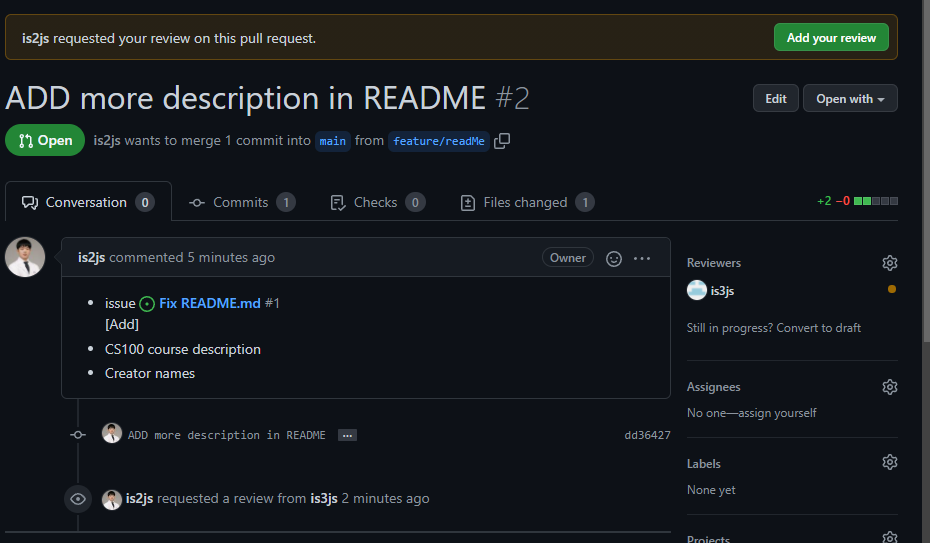 is2js requested your review on this pull request.
Add your review
ADD more description in README #2
Edit
Open with
Open
is2js wants to merge 1 commit into main from feature/readMe
Conversation 0
Commits 1
Checks 0
Files changed 1
+2 −0
is2js commented 5 minutes ago
Owner
issue Fix README.md #1
[Add]
CS100 course description
Creator names
ADD more description in README
dd36427
is2js requested a review from is3js 2 minutes ago
Reviewers
is3js
Still in progress? Convert to draft
Assignees
No one—assign yourself
Labels
None yet
Projects